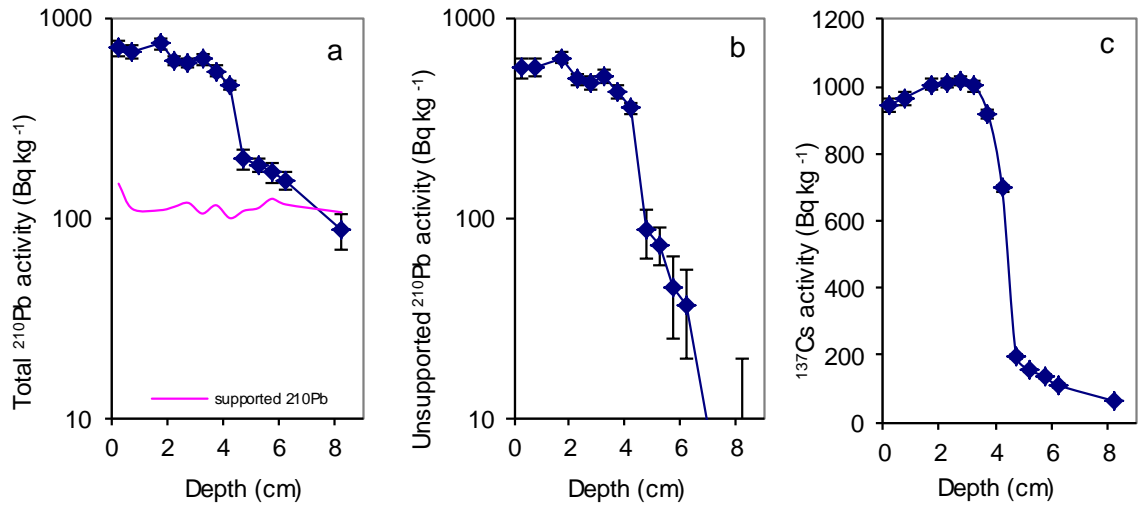 a
Total ²¹⁰Pb activity (Bq kg⁻¹)
1000
100
10
supported 210Pb
0 2 4 6 8
Depth (cm)
b
Unsupported ²¹⁰Pb activity (Bq kg⁻¹)
1000
100
10
0 2 4 6 8
Depth (cm)
c
¹³⁷Cs activity (Bq kg⁻¹)
1200
1000
800
600
400
200
0
0 2 4 6 8
Depth (cm)